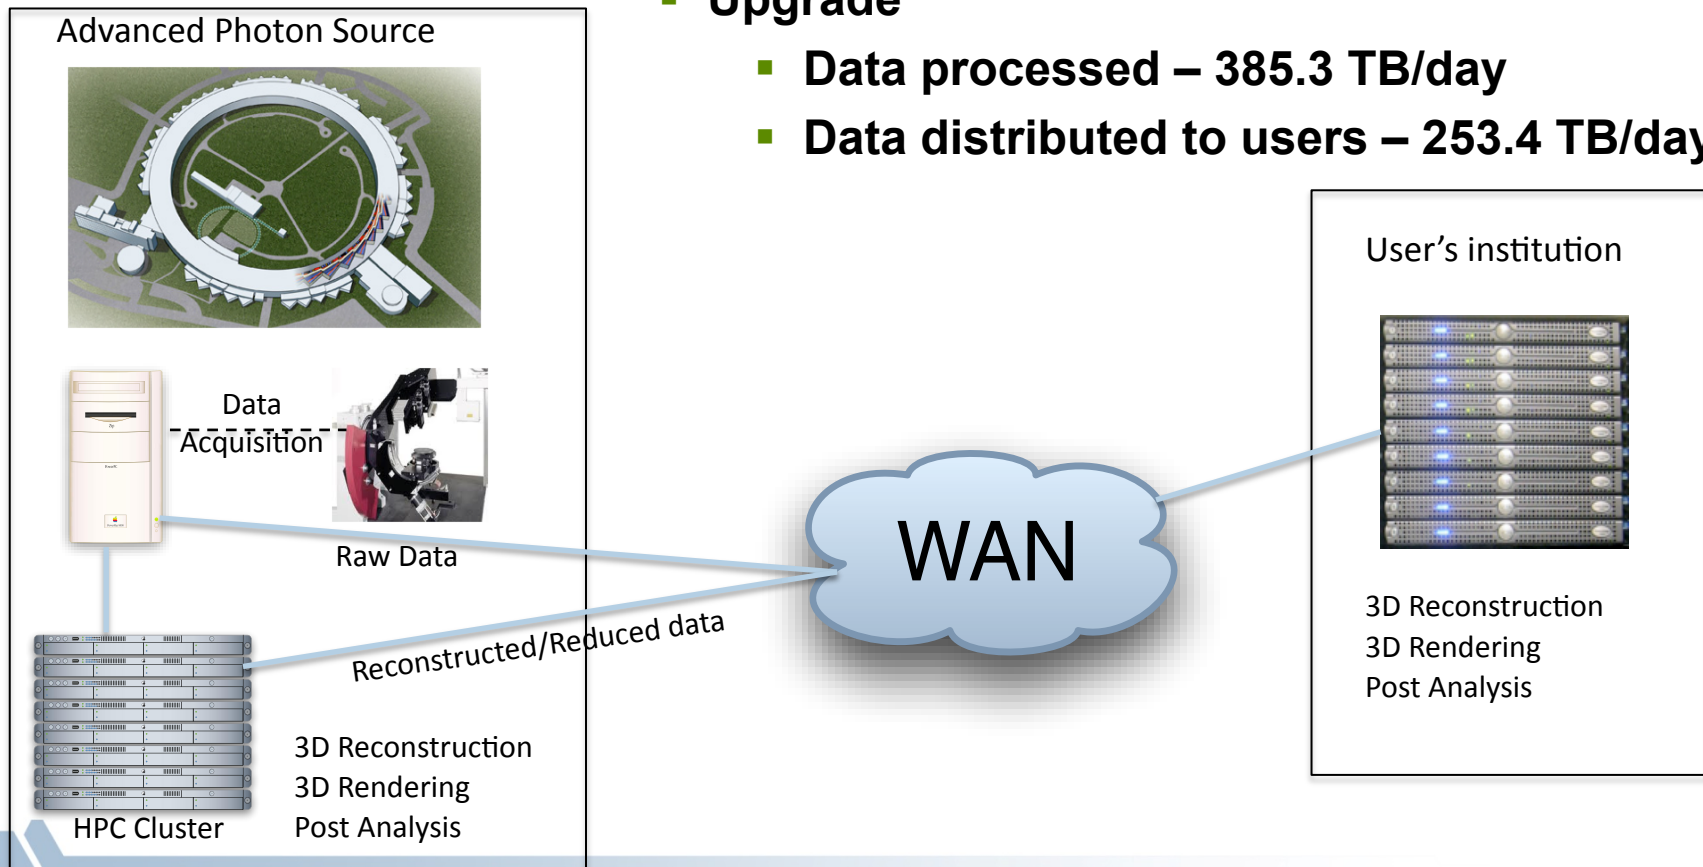 Upgrade
Data processed – 385.3 TB/day
Data distributed to users – 253.4 TB/day
Advanced Photon Source
Data
Acquisition
Raw Data
Reconstructed/Reduced data
HPC Cluster
3D Reconstruction
3D Rendering
Post Analysis
WAN
User’s institution
3D Reconstruction
3D Rendering
Post Analysis